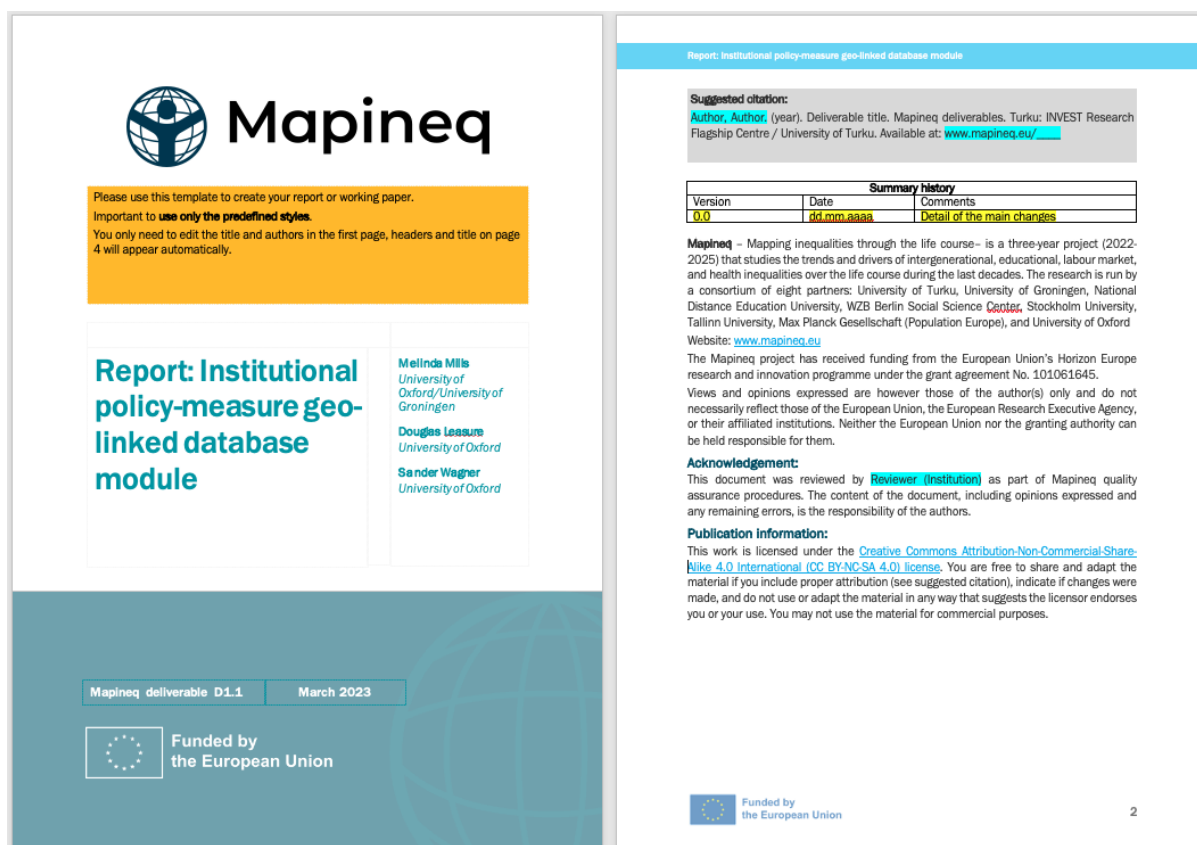 Mapineq
Please use this template to create your report or working paper.
Important to use only the predefined styles.
You only need to edit the title and authors in the first page, headers and title on page
4 will appear automatically.
Report: Institutional
policy-measure geo-
linked database
module
Melinda Mills
University of
Oxford/University of
Groningen
Douglas Leasure
University of Oxford
Sander Wagner
University of Oxford
Mapineq deliverable D1.1
March 2023
Funded by
the European Union
Report: Institutional policy-measure geo-linked database module
Suggested citation:
Author, Author. (year). Deliverable title. Mapineq deliverables. Turku: INVEST Research
Flagship Centre / University of Turku. Available at: www.mapineq.eu/____
Summary history
Version Date Comments
0.0 dd.mm.aaaa Detail of the main changes
Mapineq – Mapping inequalities through the life course– is a three-year project (2022-
2025) that studies the trends and drivers of intergenerational, educational, labour market,
and health inequalities over the life course during the last decades. The research is run by
a consortium of eight partners: University of Turku, University of Groningen, National
Distance Education University, WZB Berlin Social Science Center, Stockholm University,
Tallinn University, Max Planck Gesellschaft (Population Europe), and University of Oxford
Website: www.mapineq.eu
The Mapineq project has received funding from the European Union's Horizon Europe
research and innovation programme under the grant agreement No. 101061645.
Views and opinions expressed are however those of the author(s) only and do not
necessarily reflect those of the European Union, the European Research Executive Agency,
or their affiliated institutions. Neither the European Union nor the granting authority can
be held responsible for them.
Acknowledgement:
This document was reviewed by Reviewer (Institution) as part of Mapineq quality
assurance procedures. The content of the document, including opinions expressed and
any remaining errors, is the responsibility of the authors.
Publication information:
This work is licensed under the Creative Commons Attribution-Non-Commercial-Share-
Alike 4.0 International (CC BY-NC-SA 4.0) license. You are free to share and adapt the
material if you include proper attribution (see suggested citation), indicate if changes were
made, and do not use or adapt the material in any way that suggests the licensor endorses
you or your use. You may not use the material for commercial purposes.
Funded by
the European Union
2